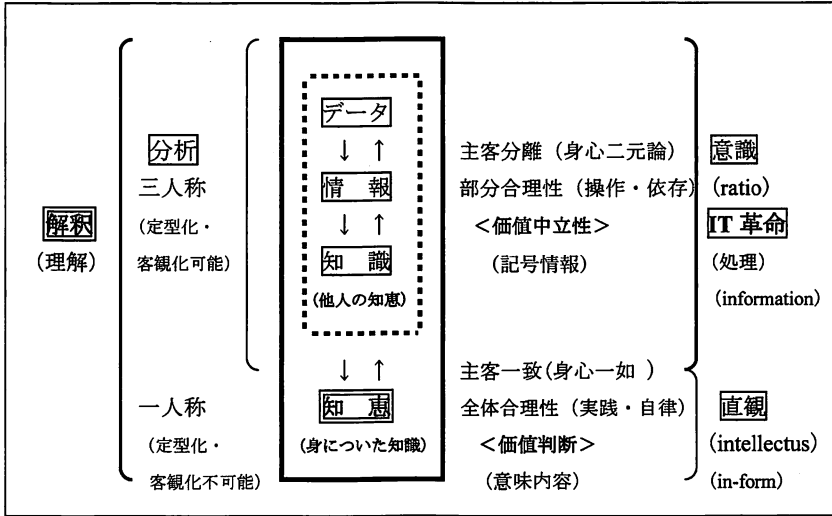 データ
分析
↓ ↑
主客分離（身心二元論）
意識
三人称
情 報
部分合理性（操作・依存）
(ratio)
解釈
(定型化・
↓ ↑
＜価値中立性＞
IT 革命
(理解)
客観化可能)
知 識
(記号情報)
(処理)
(他人の知恵)
(information)
↓ ↑
主客一致(身心一如 )
一人称
知 恵
全体合理性（実践・自律）
直観
(定型化・
(身についた知識)
＜価値判断＞
(intellectus)
客観化不可能)
(意味内容)
(in-form)